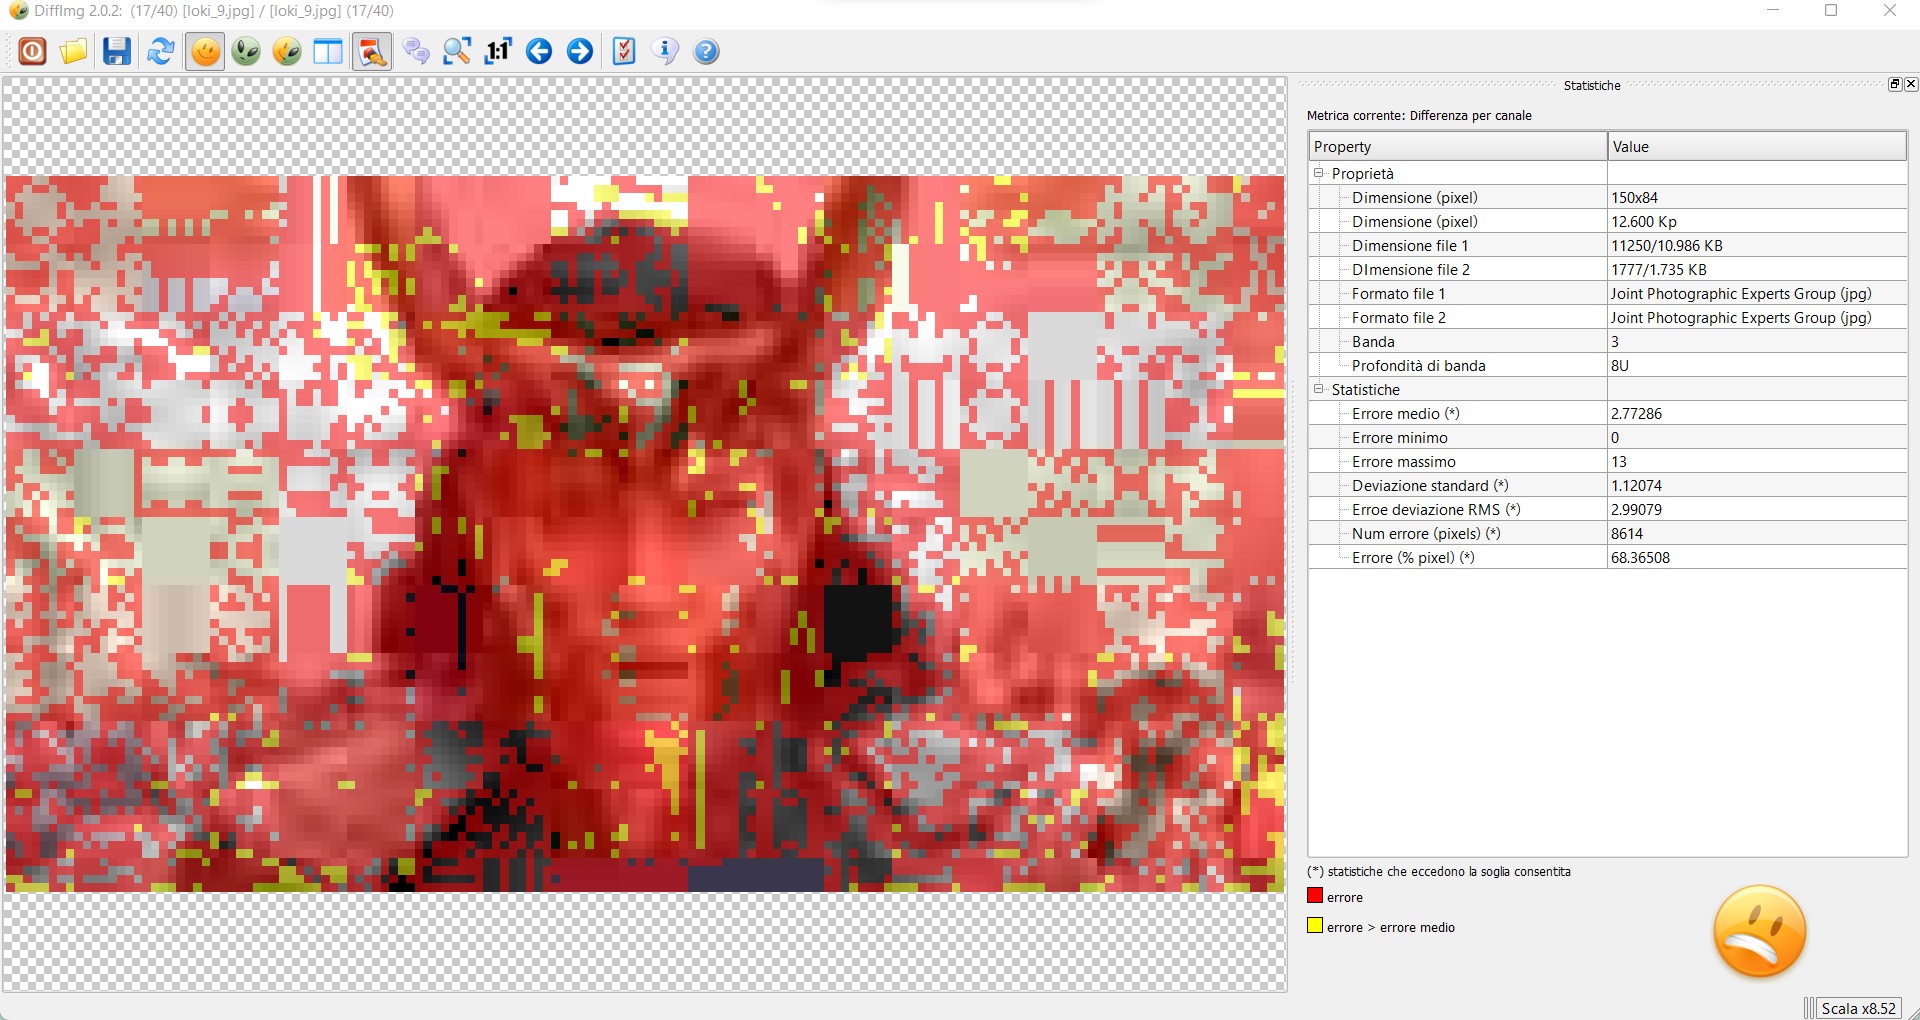 DiffImg 2.0.2: (17/40) [loki_9.jpg] / [loki_9.jpg] (17/40)
1:1
Statistiche
Metrica corrente: Differenza per canale
Property Value
Proprietà
Dimensione (pixel) 150x84
Dimensione (pixel) 12.600 Kp
Dimensione file 1 11250/10.986 KB
DImensione file 2 1777/1.735 KB
Formato file 1 Joint Photographic Experts Group (jpg)
Formato file 2 Joint Photographic Experts Group (jpg)
Banda 3
Profondità di banda 8U
Statistiche
Errore medio (*) 2.77286
Errore minimo 0
Errore massimo 13
Deviazione standard (*) 1.12074
Erroe deviazione RMS (*) 2.99079
Num errore (pixels) (*) 8614
Errore (% pixel) (*) 68.36508
(*) statistiche che eccedono la soglia consentita
errore
errore > errore medio
Scala x8.52